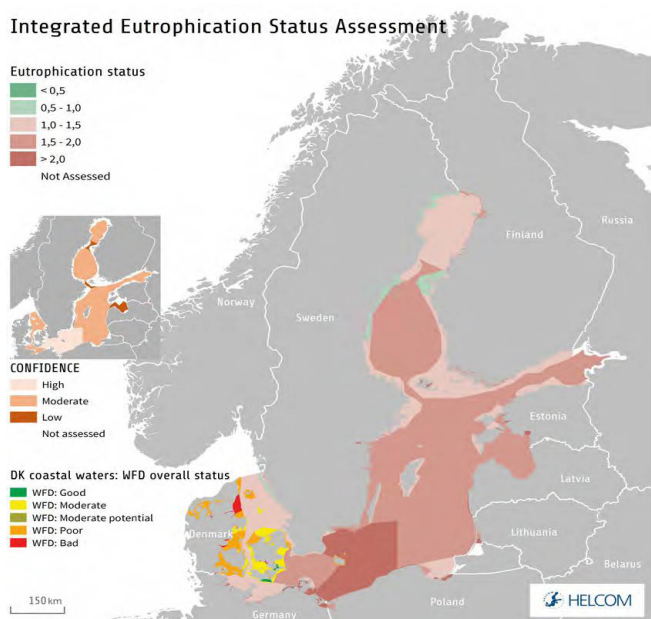 Integrated Eutrophication Status Assessment
Eutrophication status
< 0,5
0,5 - 1,0
1,0 - 1,5
1,5 - 2,0
> 2,0
Not Assessed
Finland
Russia
Norway
Sweden
CONFIDENCE
High
Moderate
Low
Not assessed
Estonia
Latvia
DK coastal waters: WFD overall status
WFD: Good
WFD: Moderate
WFD: Moderate potential
WFD: Poor
WFD: Bad
Denmark
Lithuania
Belarus
150 km
Germany
Poland
HELCOM